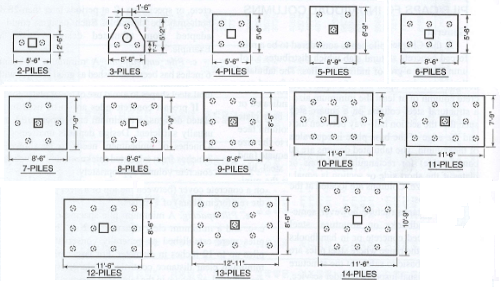 1'-6"
2'-6"
5'-6"
2-PILES
5'-2"
5'-6"
3-PILES
5'-6"
5'-6"
4-PILES
6'-9"
6'-9"
5-PILES
5'-6"
8'-6"
6-PILES
7'-9"
8'-6"
7-PILES
7'-9"
8'-6"
8-PILES
8'-6"
8'-6"
9-PILES
7'-9"
11'-6"
10-PILES
7'-9"
11'-6"
11-PILES
8'-6"
11'-6"
12-PILES
8'-6"
12'-11"
13-PILES
10'-9"
11'-6"
14-PILES